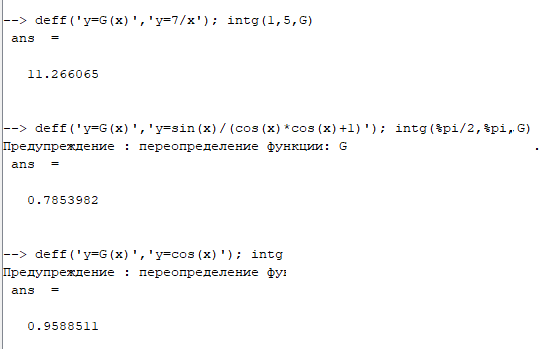 --> deff('y=G(x)','y=7/x'); intg(1,5,G)
ans =
11.266065
--> deff('y=G(x)','y=sin(x)/(cos(x)*cos(x)+1)'); intg(%pi/2,%pi,G)
Предупреждение : переопределение функции: G .
ans =
0.7853982
--> deff('y=G(x)','y=cos(x)'); intg
Предупреждение : переопределение
ans =
0.9588511